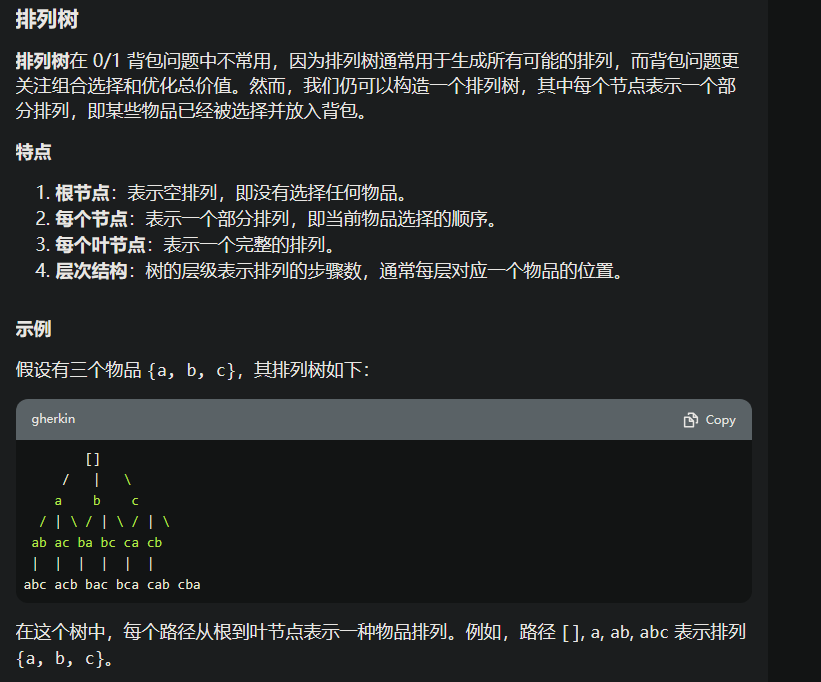 排列树
排列树在 0/1 背包问题中不常用，因为排列树通常用于生成所有可能的排列，而背包问题更
关注组合选择和优化总价值。然而，我们仍可以构造一个排列树，其中每个节点表示一个部
分排列，即某些物品已经被选择并放入背包。
特点
1. 根节点：表示空排列，即没有选择任何物品。
2. 每个节点：表示一个部分排列，即当前物品选择的顺序。
3. 每个叶节点：表示一个完整的排列。
4. 层次结构：树的层级表示排列的步骤数，通常每层对应一个物品的位置。
示例
假设有三个物品 {a, b, c}，其排列树如下：
gherkin Copy
[]
/ | \
a b c
/ | \ / | \ / | \
ab ac ba bc ca cb
| | | | | |
abc acb bac bca cab cba
在这个树中，每个路径从根到叶节点表示一种物品排列。例如，路径 [], a, ab, abc 表示排列
{a, b, c}。